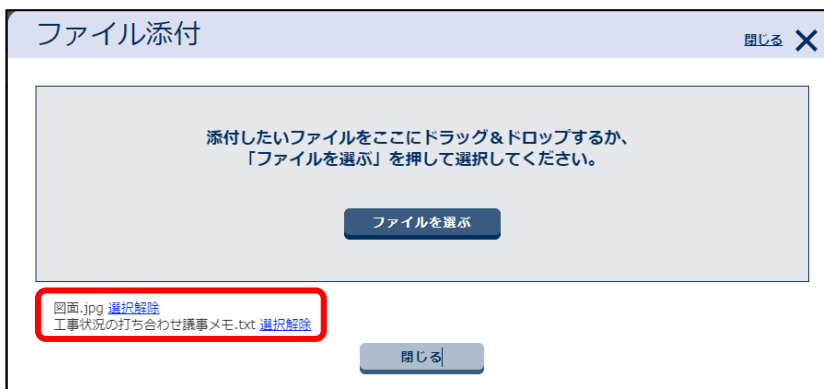 ファイル添付
閉じる
添付したいファイルをここにドラッグ＆ドロップするか、
「ファイルを選ぶ」を押して選択してください。
ファイルを選ぶ
図面.jpg 選択解除
工事状況の打ち合わせ議事メモ.txt 選択解除
閉じる